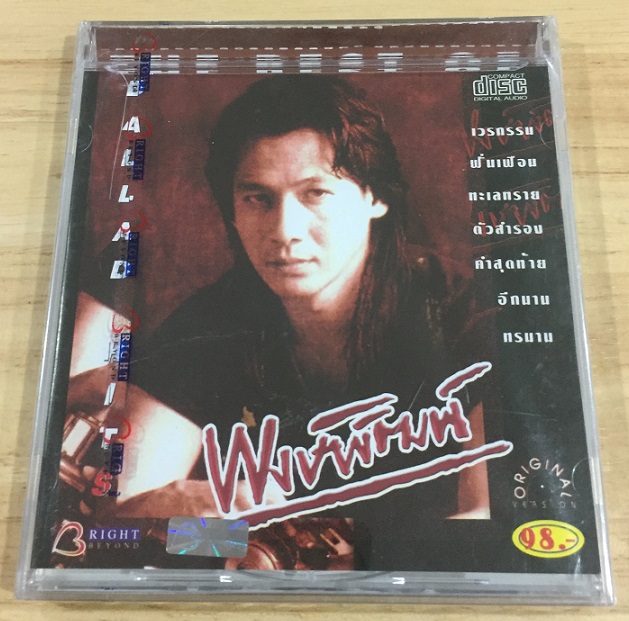 THE BEST OF
BALLAD HITS
COMPACT
disc
DIGITAL AUDIO
เวรกรรม
ฟั่นเฟือน
ทะเลทราย
ตัวสำรอง
คำสุดท้าย
อีกนาน
ทรมาน
พงษ์พัฒน์
ORIGINAL
VERSION
98.-
BRIGHT
BEYOND